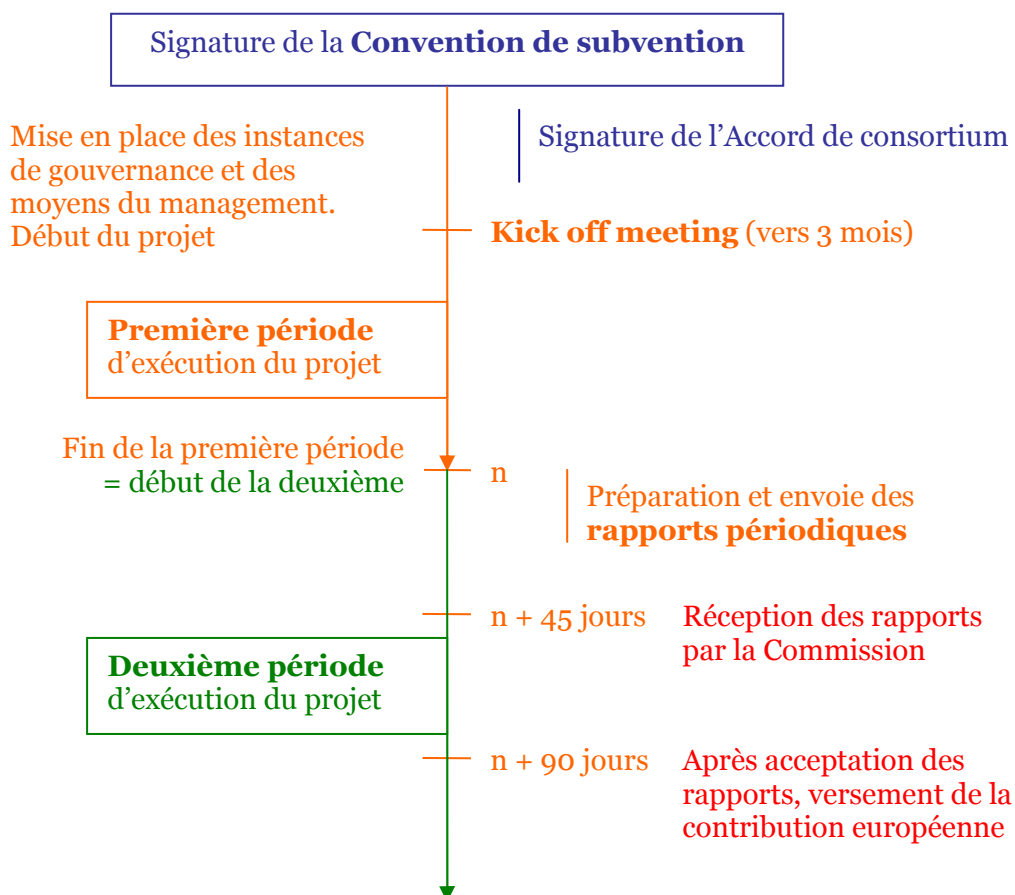 Signature de la Convention de subvention
Mise en place des instances
de gouvernance et des
moyens du management.
Début du projet
Signature de l’Accord de consortium
Kick off meeting (vers 3 mois)
Première période
d’exécution du projet
Fin de la première période
= début de la deuxième
n
Préparation et envoie des
rapports périodiques
n + 45 jours
Réception des rapports
par la Commission
Deuxième période
d’exécution du projet
n + 90 jours
Après acceptation des
rapports, versement de la
contribution européenne